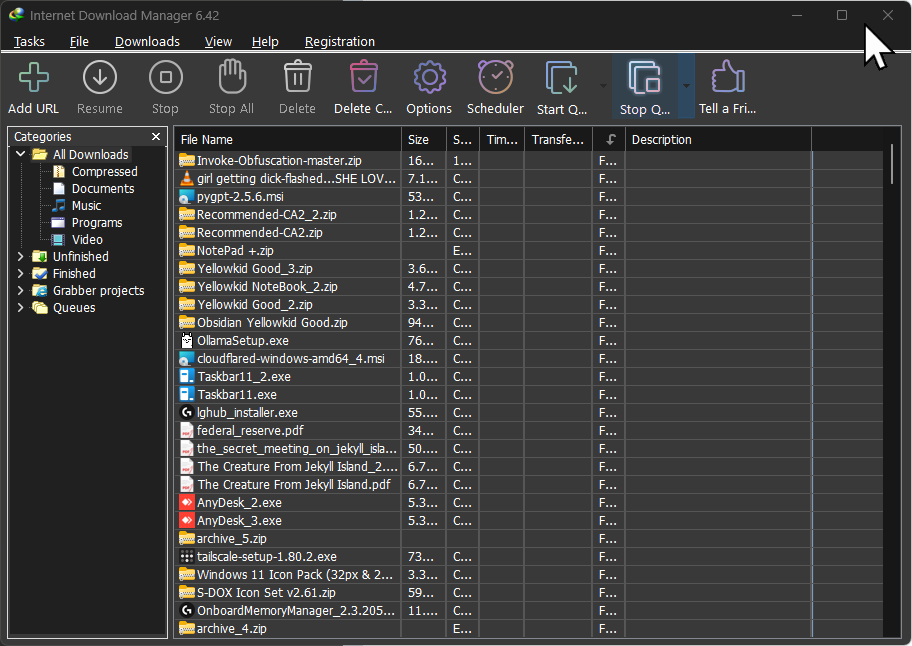 Internet Download Manager 6.42
Tasks File Downloads View Help Registration
Add URL Resume Stop Stop All Delete Delete C... Options Scheduler Start Q... Stop Q... Tell a Fri...
Categories
All Downloads
Compressed
Documents
Music
Programs
Video
Unfinished
Finished
Grabber projects
Queues
File Name Size S... Tim... Transfe... Description
Invoke-Obfuscation-master.zip 16... 1... F...
girl getting dick-flashed...SHE LOV... 7.1... C... F...
pygpt-2.5.6.msi 53... C... F...
Recommended-CA2_2.zip 1.2... C... F...
Recommended-CA2.zip 1.2... C... F...
NotePad +.zip E... F...
Yellowkid Good_3.zip 3.6... C... F...
Yellowkid NoteBook_2.zip 4.7... C... F...
Yellowkid Good_2.zip 3.3... C... F...
Obsidian Yellowkid Good.zip 94... C... F...
OllamaSetup.exe 76... C... F...
cloudflared-windows-amd64_4.msi 18.... C... F...
Taskbar11_2.exe 1.0... C... F...
Taskbar11.exe 1.0... C... F...
lghub_installer.exe 55.... C... F...
federal_reserve.pdf 34... C... F...
the_secret_meeting_on_jekyll_isla... 50.... C... F...
The Creature From Jekyll Island_2.... 6.7... C... F...
The Creature From Jekyll Island.pdf 6.7... C... F...
AnyDesk_2.exe 5.3... C... F...
AnyDesk_3.exe 5.3... C... F...
archive_5.zip F...
tailscale-setup-1.80.2.exe 73... C... F...
Windows 11 Icon Pack (32px & 2... 3.3... C... F...
S-DOX Icon Set v2.61.zip 59... C... F...
OnboardMemoryManager_2.3.205... 11.... C... F...
archive_4.zip E... F...